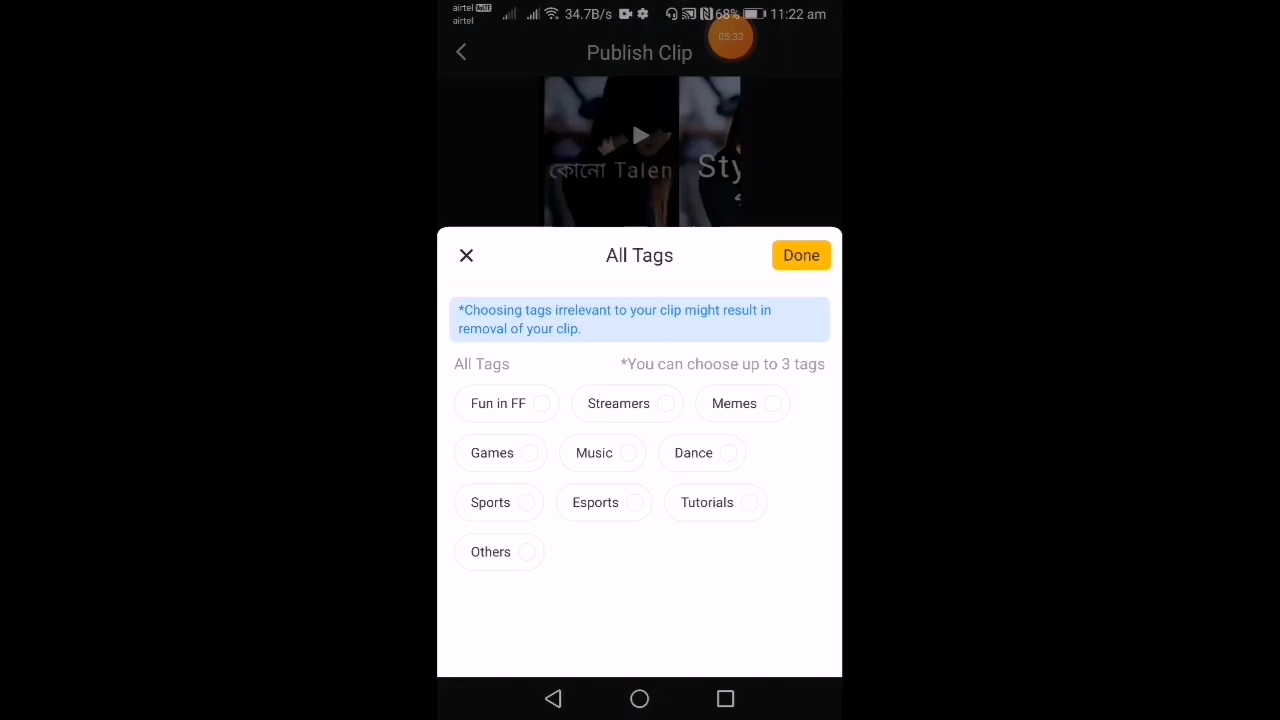 airtel VoLTE
airtel
34.7B/s
68%
11:22 am
05:33
Publish Clip
কোনো Talen
Sty
All Tags
Done
*Choosing tags irrelevant to your clip might result in
removal of your clip.
All Tags
*You can choose up to 3 tags
Fun in FF
Streamers
Memes
Games
Music
Dance
Sports
Esports
Tutorials
Others